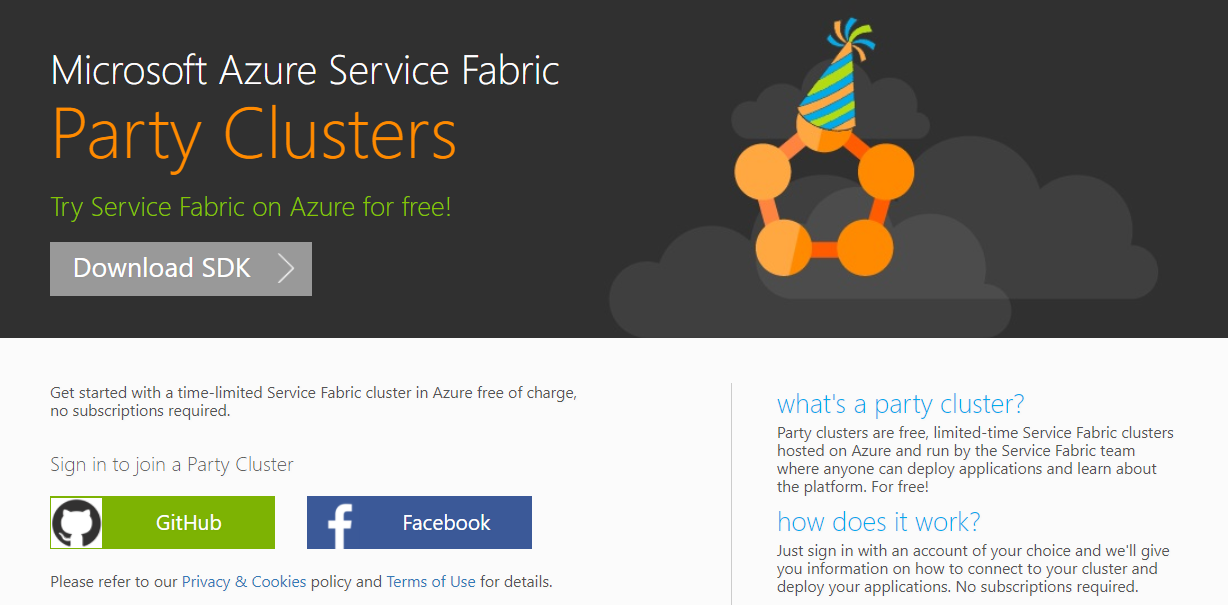 Microsoft Azure Service Fabric
Party Clusters
Try Service Fabric on Azure for free!
Download SDK
Get started with a time-limited Service Fabric cluster in Azure free of charge,
no subscriptions required.
Sign in to join a Party Cluster
GitHub
Facebook
Please refer to our Privacy & Cookies policy and Terms of Use for details.
what's a party cluster?
Party clusters are free, limited-time Service Fabric clusters
hosted on Azure and run by the Service Fabric team
where anyone can deploy applications and learn about
the platform. For free!
how does it work?
Just sign in with an account of your choice and we'll give
you information on how to connect to your cluster and
deploy your applications. No subscriptions required.